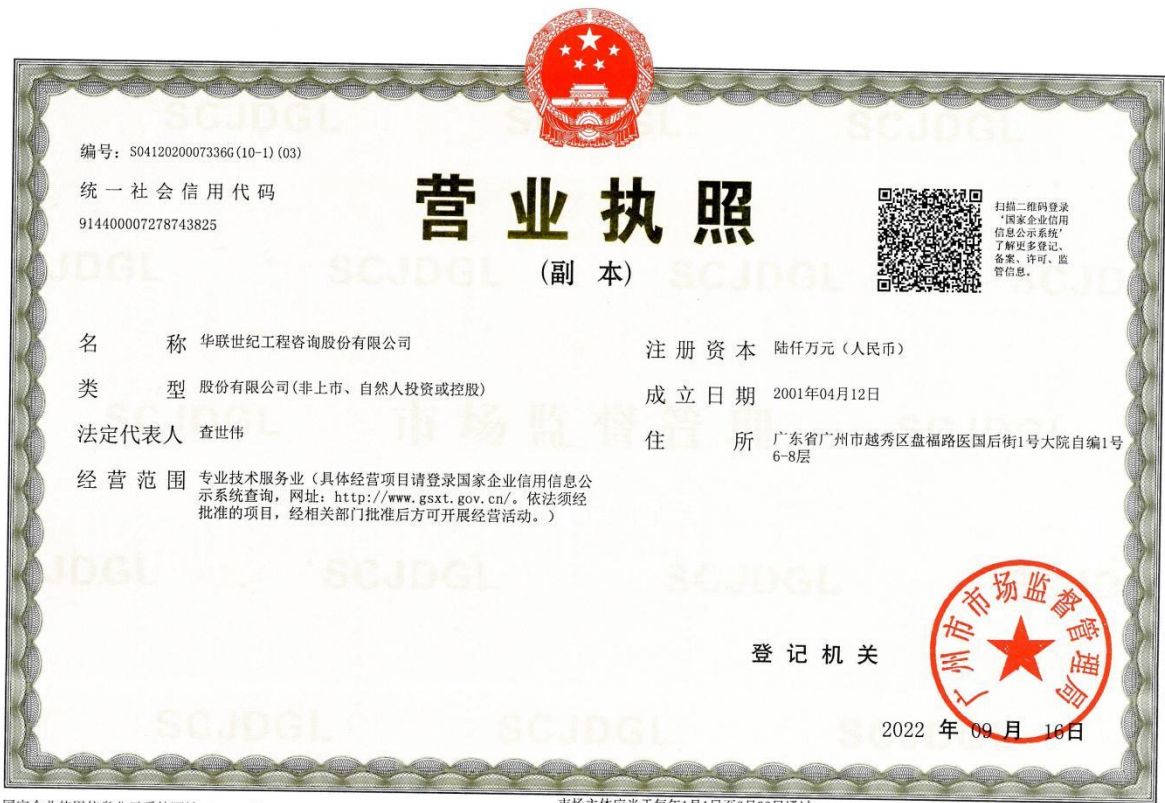 编号：S0412020007336G(10-1)(03)
统一社会信用代码
914400007278743825
营业执照
(副 本)
扫描二维码登录
‘国家企业信用
信息公示系统’
了解更多登记、
备案、许可、监
管信息。
名 称 华联世纪工程咨询股份有限公司
类 型 股份有限公司(非上市、自然人投资或控股)
法定代表人 查世伟
经营范围 专业技术服务业（具体经营项目请登录国家企业信用信息公
示系统查询，网址：http://www.gsxt.gov.cn/。依法须经
批准的项目，经相关部门批准后方可开展经营活动。）
注册资本 陆仟万元（人民币）
成立日期 2001年04月12日
住 所 广东省广州市越秀区盘福路医国后街1号大院自编1号
6-8层
登记机关
广州市市场监督管理局
2022 年 09 月 16日
SCJDGL
市场监督管理